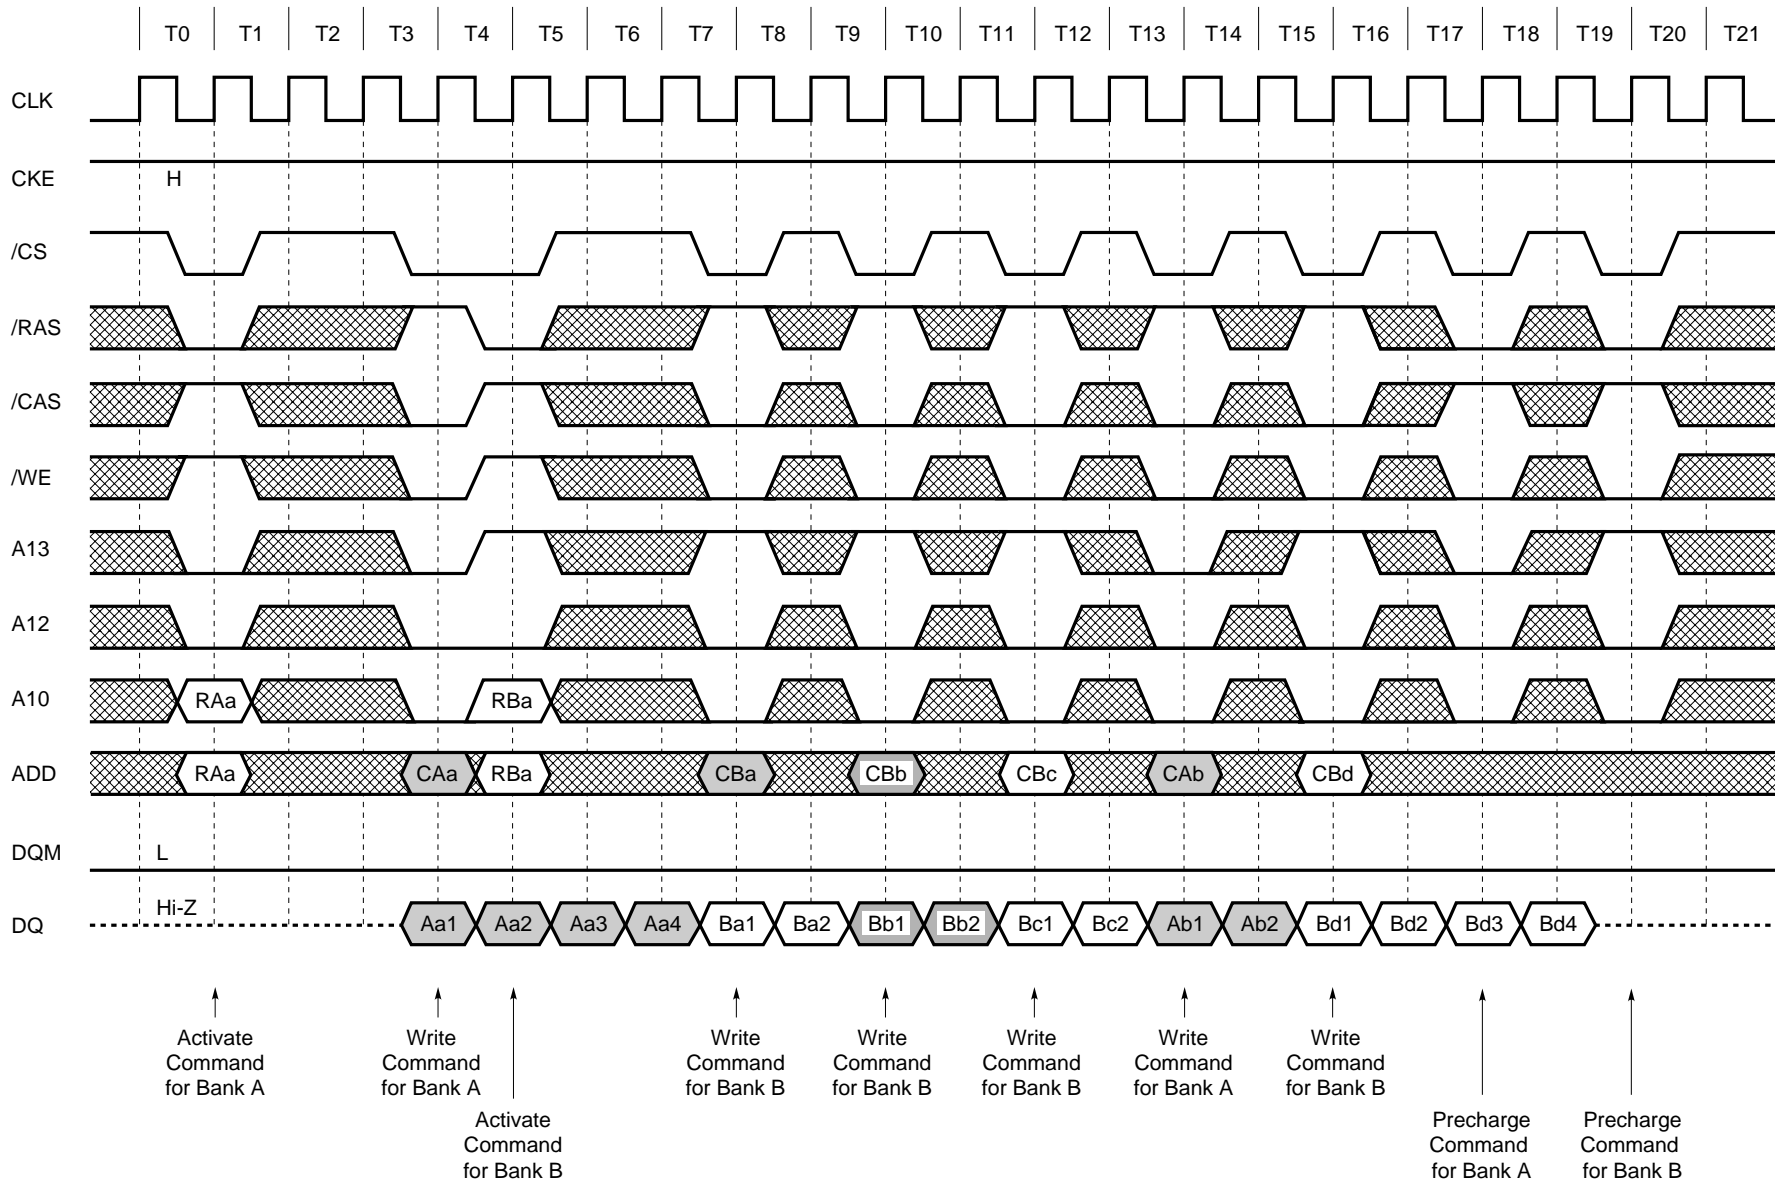 T0 T1 T2 T3 T4 T5 T6 T7 T8 T9 T10 T11 T12 T13 T14 T15 T16 T17 T18 T19 T20 T21
CLK
CKE H
/CS
/RAS
/CAS
/WE
A13
A12
A10 RAa RBa
ADD RAa CAa RBa CBa CBb CBc CAb CBd
DQM L
Hi-Z
DQ Aa1 Aa2 Aa3 Aa4 Ba1 Ba2 Bb1 Bb2 Bc1 Bc2 Ab1 Ab2 Bd1 Bd2 Bd3 Bd4
Activate
Command
for Bank A
Write
Command
for Bank A
Activate
Command
for Bank B
Write
Command
for Bank B
Write
Command
for Bank B
Write
Command
for Bank B
Write
Command
for Bank A
Write
Command
for Bank B
Precharge
Command
for Bank A
Precharge
Command
for Bank B